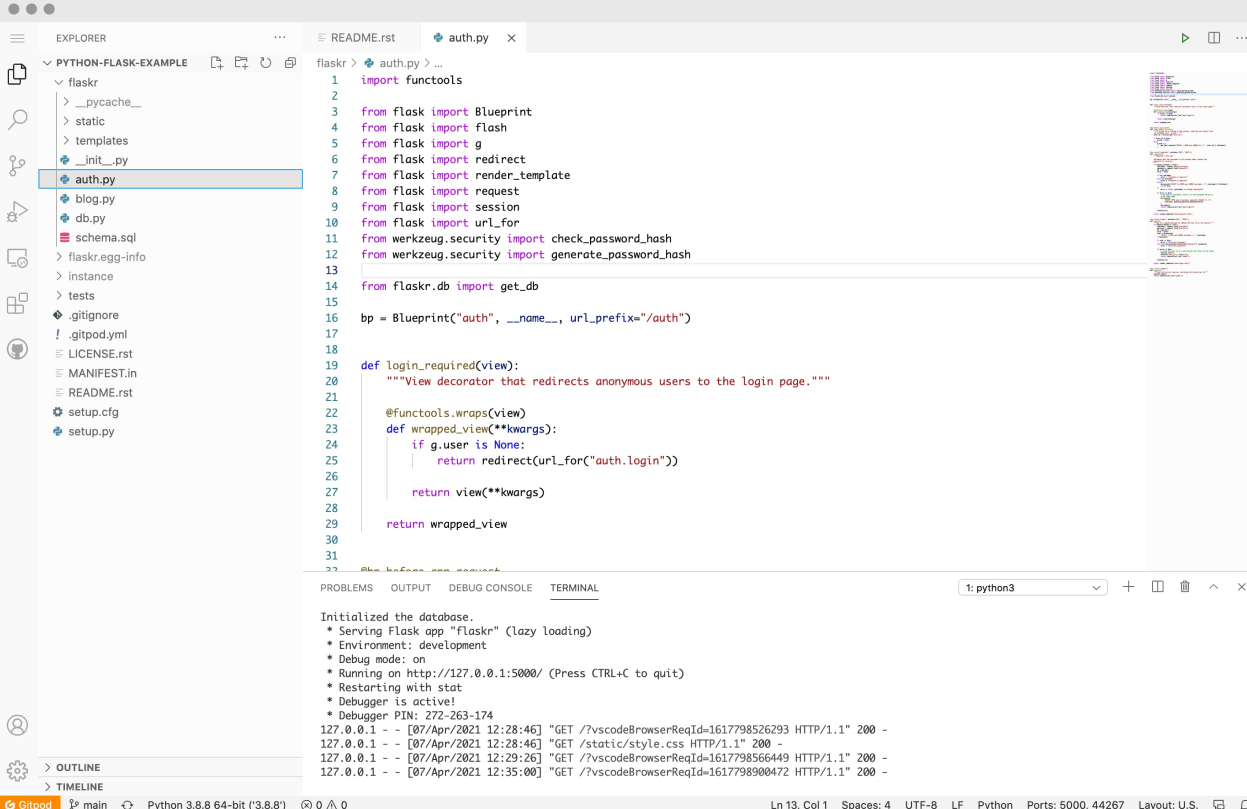 EXPLORER
PYTHON-FLASK-EXAMPLE
flaskr
__pycache__
static
templates
__init__.py
auth.py
blog.py
db.py
schema.sql
flaskr.egg-info
instance
tests
.gitignore
.gitpod.yml
LICENSE.rst
MANIFEST.in
README.rst
setup.cfg
setup.py
OUTLINE
TIMELINE
README.rst
auth.py
flaskr > auth.py > ...
1 import functools
2
3 from flask import Blueprint
4 from flask import flash
5 from flask import g
6 from flask import redirect
7 from flask import render_template
8 from flask import request
9 from flask import session
10 from flask import url_for
11 from werkzeug.security import check_password_hash
12 from werkzeug.security import generate_password_hash
13
14 from flaskr.db import get_db
15
16 bp = Blueprint("auth", __name__, url_prefix="/auth")
17
18
19 def login_required(view):
20 """View decorator that redirects anonymous users to the login page."""
21
22 @functools.wraps(view)
23 def wrapped_view(**kwargs):
24 if g.user is None:
25 return redirect(url_for("auth.login"))
26
27 return view(**kwargs)
28
29 return wrapped_view
30
31
32 @bp.before_app_request
PROBLEMS OUTPUT DEBUG CONSOLE TERMINAL
1: python3
Initialized the database.
* Serving Flask app "flaskr" (lazy loading)
* Environment: development
* Debug mode: on
* Running on http://127.0.0.1:5000/ (Press CTRL+C to quit)
* Restarting with stat
* Debugger is active!
* Debugger PIN: 272-263-174
127.0.0.1 - - [07/Apr/2021 12:28:46] "GET /?vscodeBrowserReqId=1617798526293 HTTP/1.1" 200 -
127.0.0.1 - - [07/Apr/2021 12:28:46] "GET /static/style.css HTTP/1.1" 200 -
127.0.0.1 - - [07/Apr/2021 12:29:26] "GET /?vscodeBrowserReqId=1617798566449 HTTP/1.1" 200 -
127.0.0.1 - - [07/Apr/2021 12:35:00] "GET /?vscodeBrowserReqId=1617798900472 HTTP/1.1" 200 -
Gitpod main Python 3.8.8 64-bit ('3.8.8') 0 0 Ln 13, Col 1 Spaces: 4 UTF-8 LF Python Ports: 5000, 44267 Layout: U.S.